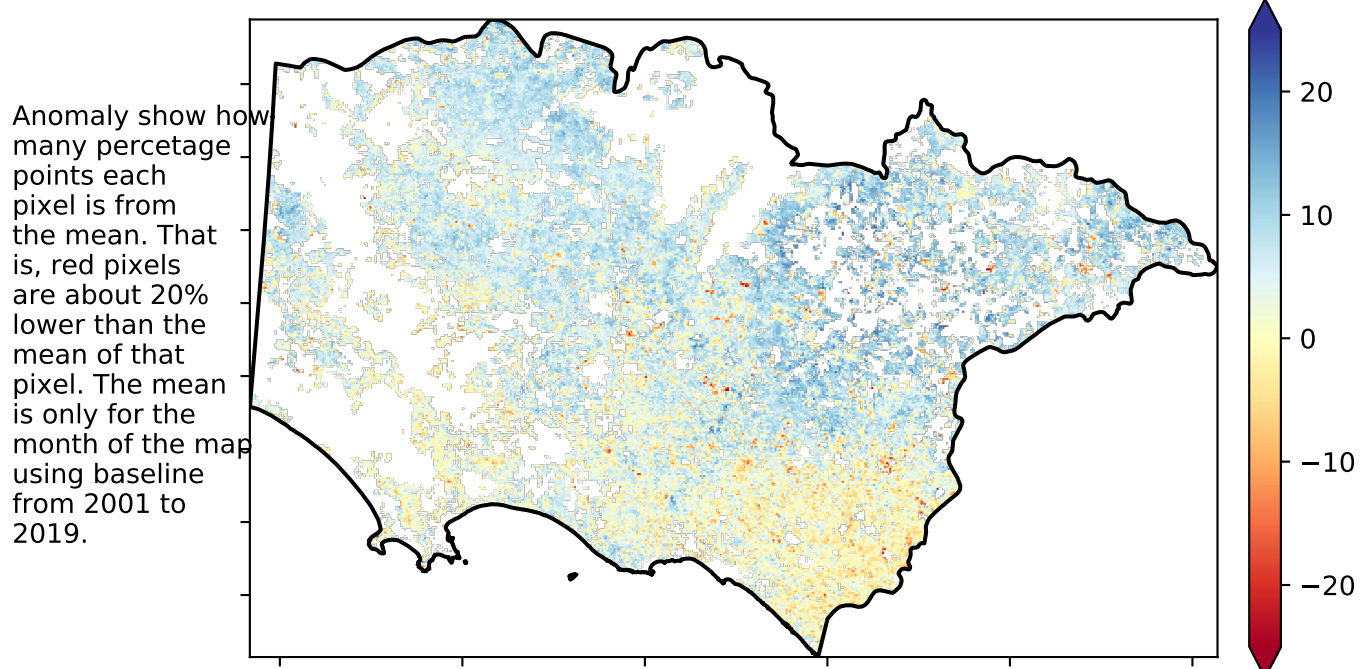 Anomaly show how
many percetage
points each
pixel is from
the mean. That
is, red pixels
are about 20%
lower than the
mean of that
pixel. The mean
is only for the
month of the map
using baseline
from 2001 to
2019.
20
10
0
−10
−20